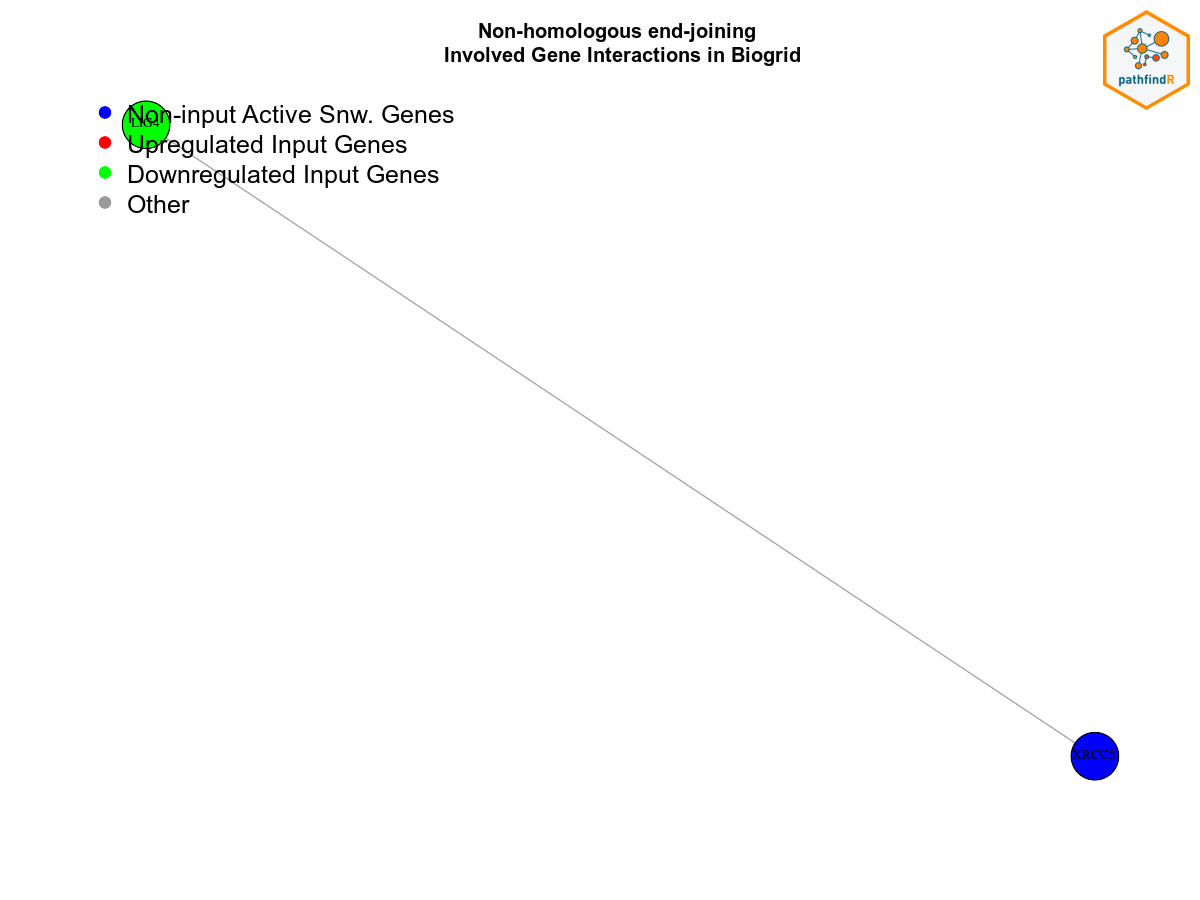 Non-homologous end-joining
Involved Gene Interactions in Biogrid
pathfindR
Non-input Active Snw. Genes
LIG4
Upregulated Input Genes
Downregulated Input Genes
Other
XRCC5